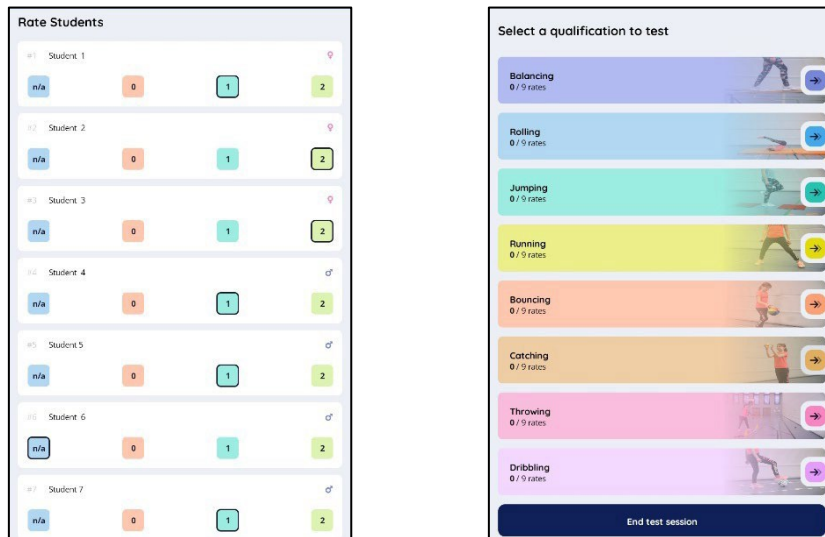 Rate Students
#1 Student 1 ♀
n/a 0 1 2
#2 Student 2 ♀
n/a 0 1 2
#3 Student 3 ♀
n/a 0 1 2
#4 Student 4 ♂
n/a 0 1 2
#5 Student 5 ♂
n/a 0 1 2
#6 Student 6 ♂
n/a 0 1 2
#7 Student 7 ♂
n/a 0 1 2
Select a qualification to test
Balancing
0 / 9 rates
Rolling
0 / 9 rates
Jumping
0 / 9 rates
Running
0 / 9 rates
Bouncing
0 / 9 rates
Catching
0 / 9 rates
Throwing
0 / 9 rates
Dribbling
0 / 9 rates
End test session